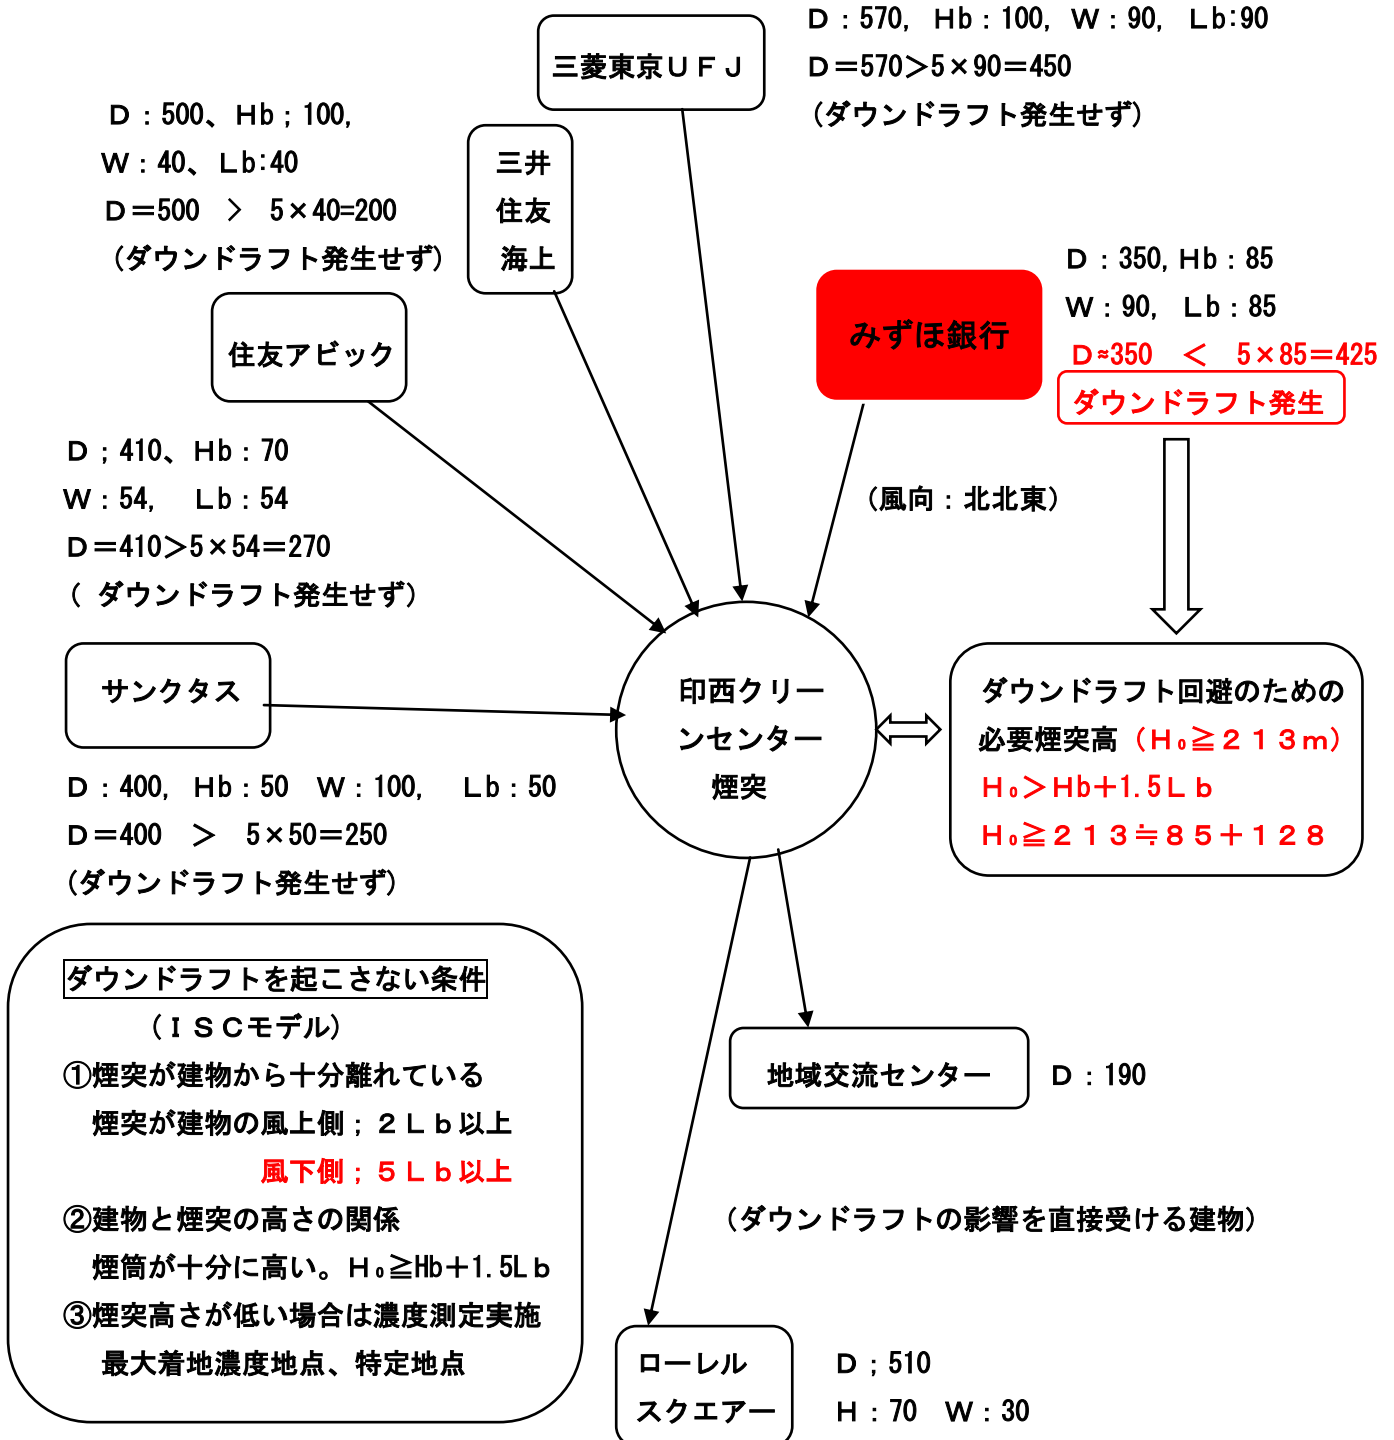 Ｄ：570,　Ｈb：100, Ｗ：90,　Ｌb:90
Ｄ＝570＞5×90＝450
（ダウンドラフト発生せず）
三菱東京ＵＦＪ
Ｄ：500、Ｈb；100,
Ｗ：40、Ｌb:40
Ｄ＝500　＞　5×40=200
（ダウンドラフト発生せず）
三井
住友
海上
Ｄ：350, Ｈb：85
Ｗ：90,　Ｌb：85
Ｄ≈350　＜　5×85＝425
ダウンドラフト発生
みずほ銀行
住友アビック
Ｄ；410、Ｈb：70
Ｗ：54,　Ｌb：54
Ｄ＝410＞5×54＝270
（ ダウンドラフト発生せず）
（風向：北北東）
サンクタス
Ｄ：400,　Ｈb：50　Ｗ：100,　Ｌb：50
Ｄ＝400　＞　5×50＝250
（ダウンドラフト発生せず）
印西クリー
ンセンター
煙突
ダウンドラフト回避のための
必要煙突高（Ｈ₀≧２１３ｍ）
Ｈ₀＞Ｈb＋1.5Ｌｂ
Ｈ₀≧２１３≒８５＋１２８
ダウンドラフトを起こさない条件
（ＩＳＣモデル）
①煙突が建物から十分離れている
煙突が建物の風上側；２Ｌｂ以上
風下側；５Ｌｂ以上
②建物と煙突の高さの関係
煙筒が十分に高い。Ｈ₀≧Hb＋1.5Lｂ
③煙突高さが低い場合は濃度測定実施
最大着地濃度地点、特定地点
地域交流センター
Ｄ：190
（ダウンドラフトの影響を直接受ける建物）
ローレル
スクエアー
Ｄ；510
Ｈ：70　Ｗ：30